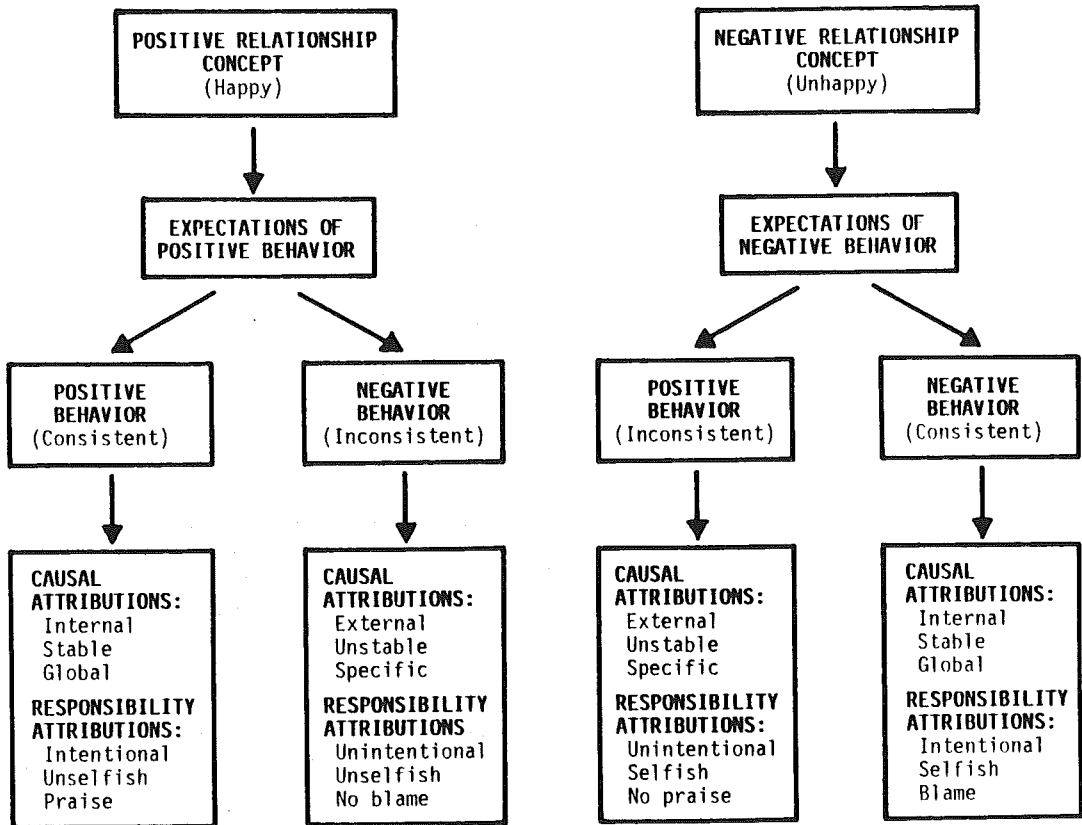 POSITIVE RELATIONSHIP
CONCEPT
(Happy)
NEGATIVE RELATIONSHIP
CONCEPT
(Unhappy)
EXPECTATIONS OF
POSITIVE BEHAVIOR
EXPECTATIONS OF
NEGATIVE BEHAVIOR
POSITIVE
BEHAVIOR
(Consistent)
NEGATIVE
BEHAVIOR
(Inconsistent)
POSITIVE
BEHAVIOR
(Inconsistent)
NEGATIVE
BEHAVIOR
(Consistent)
CAUSAL
ATTRIBUTIONS:
Internal
Stable
Global
RESPONSIBILITY
ATTRIBUTIONS:
Intentional
Unselfish
Praise
CAUSAL
ATTRIBUTIONS:
External
Unstable
Specific
RESPONSIBILITY
ATTRIBUTIONS
Unintentional
Unselfish
No blame
CAUSAL
ATTRIBUTIONS:
External
Unstable
Specific
RESPONSIBILITY
ATTRIBUTIONS:
Unintentional
Selfish
No praise
CAUSAL
ATTRIBUTIONS:
Internal
Stable
Global
RESPONSIBILITY
ATTRIBUTIONS:
Intentional
Selfish
Blame